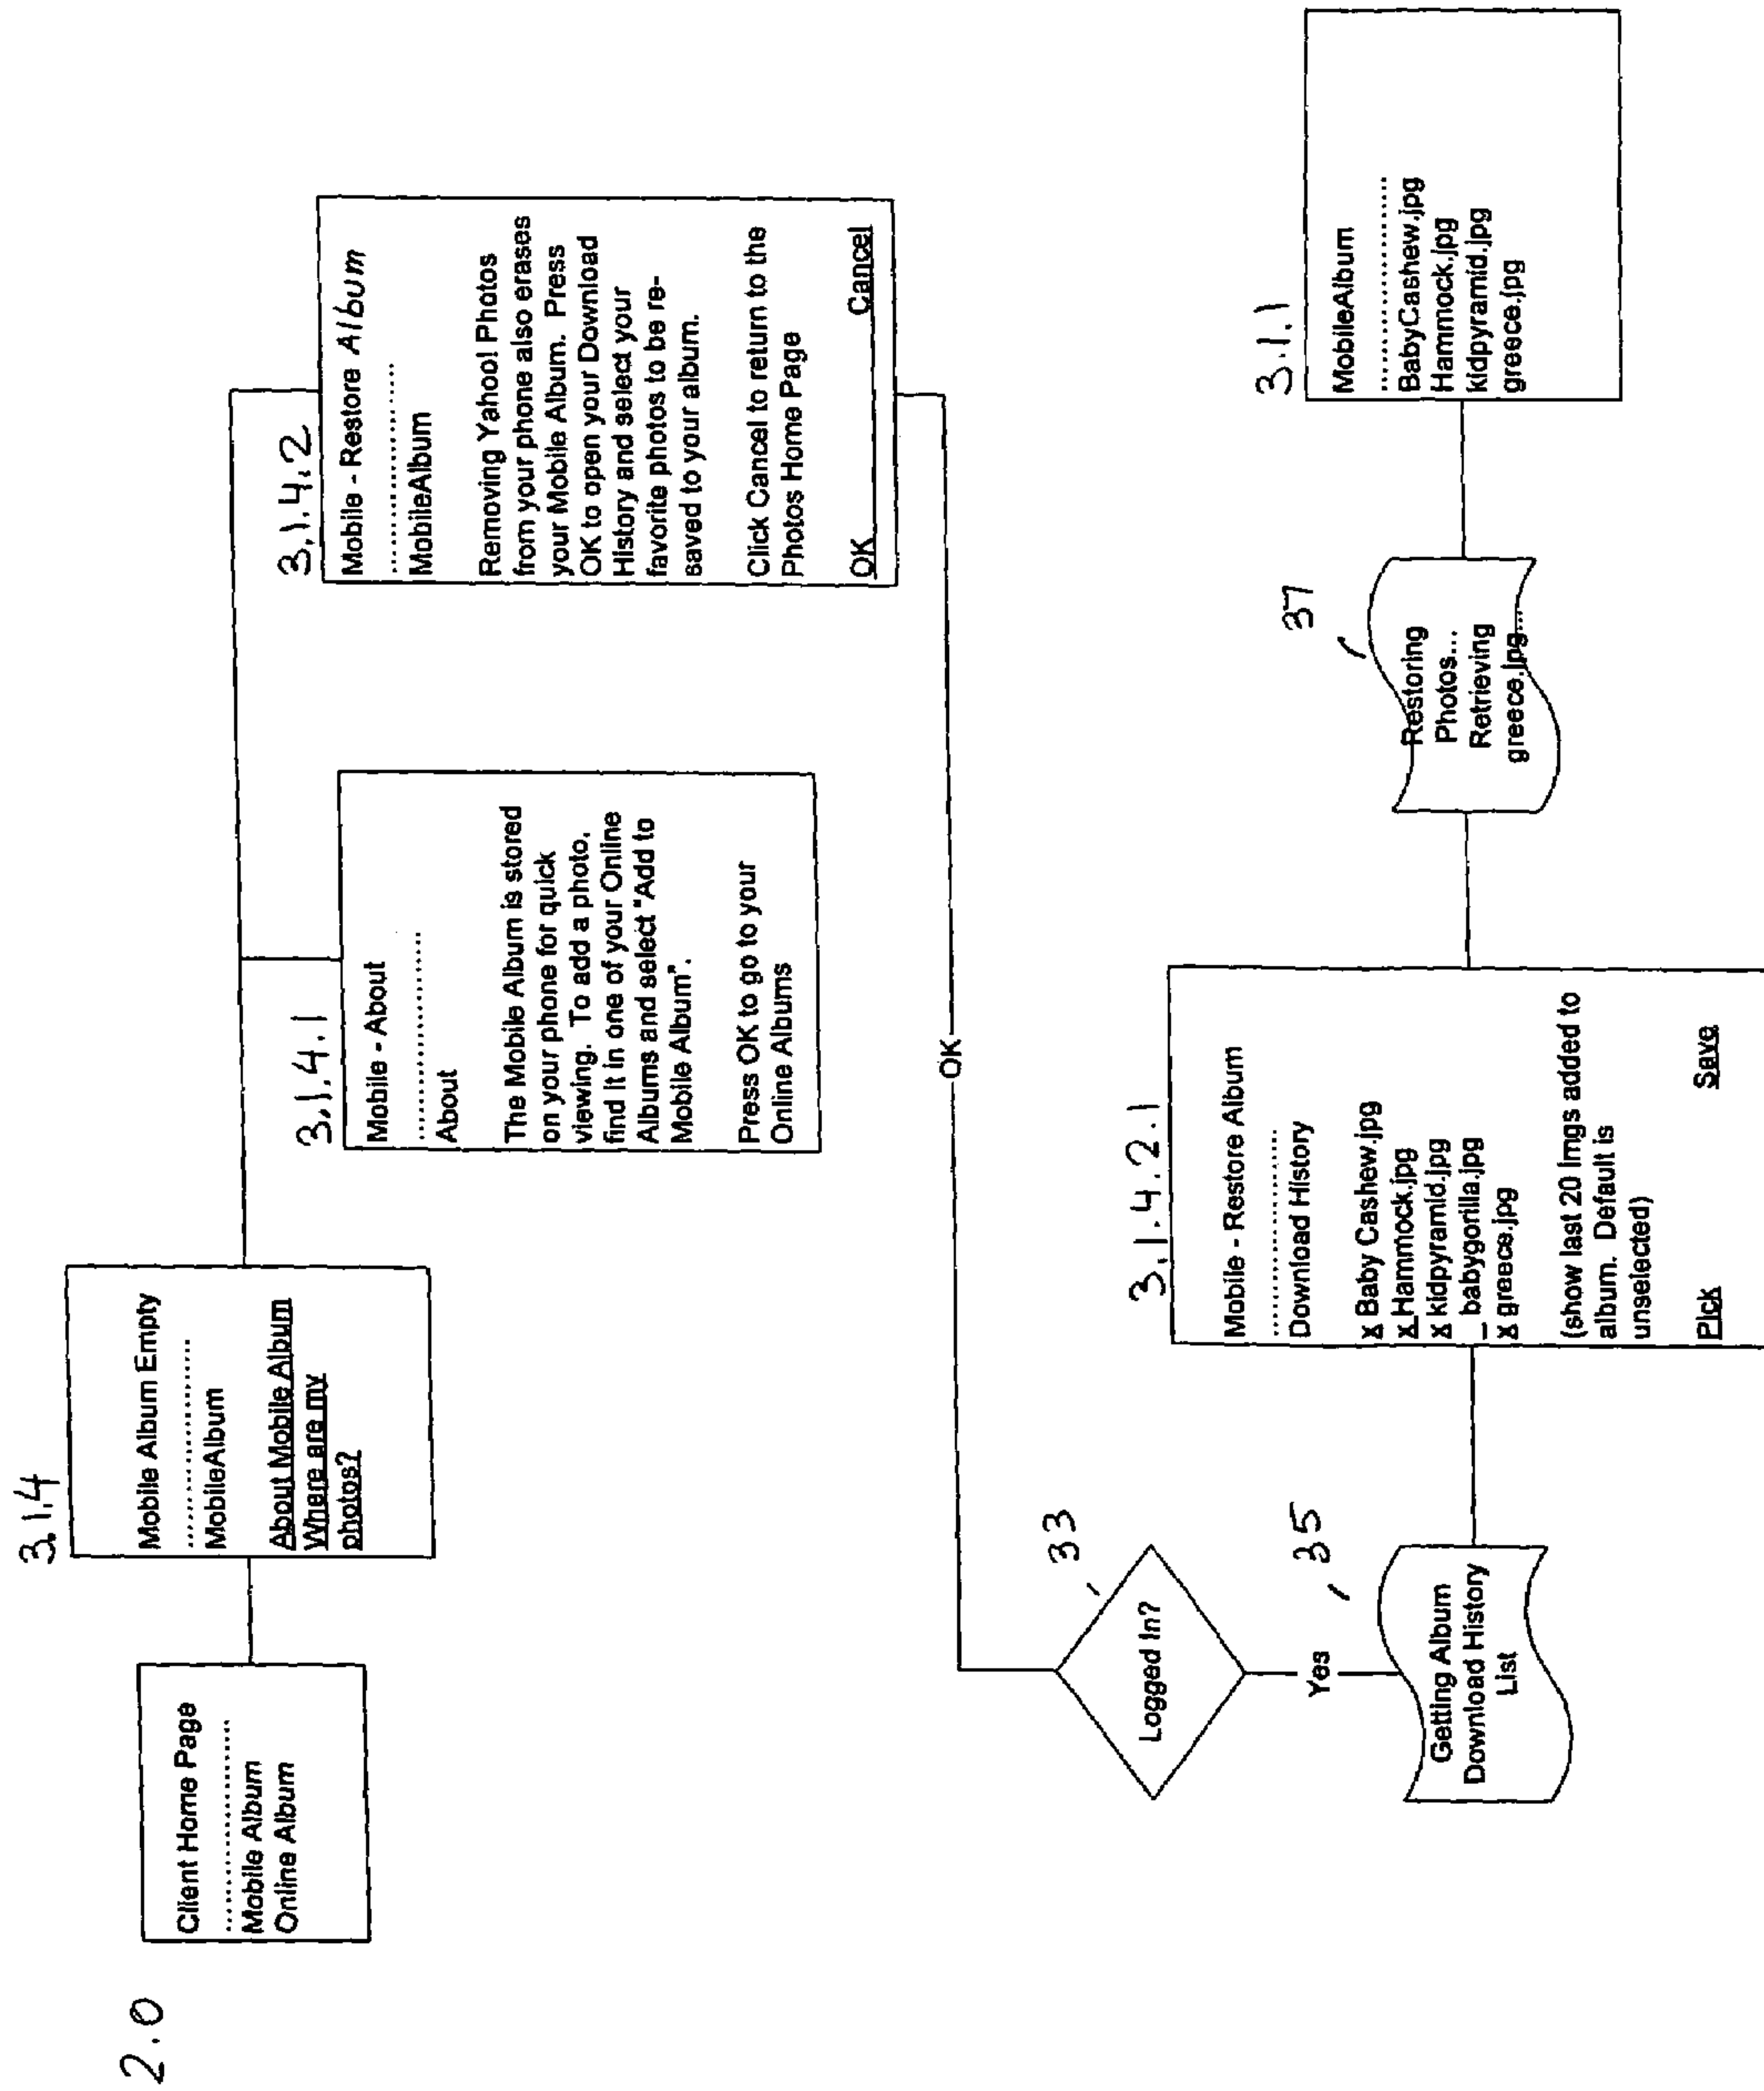 2.0
Client Home Page
....................
Mobile Album
Online Album
3.1.4
Mobile Album Empty
....................
MobileAlbum
About Mobile Album
Where are my
photos?
3.1.4.1
Mobile - About
....................
About
The Mobile Album is stored
on your phone for quick
viewing. To add a photo,
find it in one of your Online
Albums and select "Add to
Mobile Album".
Press OK to go to your
Online Albums
3.1.4.2
Mobile - Restore Album
....................
MobileAlbum
Removing Yahoo! Photos
from your phone also erases
your Mobile Album. Press
OK to open your Download
History and select your
favorite photos to be re-
saved to your album.
Click Cancel to return to the
Photos Home Page
OK Cancel
OK
33
Logged In?
Yes
35
Getting Album
Download History
List
3.1.4.2.1
Mobile - Restore Album
....................
Download History
x Baby Cashew.jpg
x Hammock.jpg
x kidpyramid.jpg
_ babygorilla.jpg
x greece.jpg
(show last 20 imgs added to
album. Default is
unselected)
Pick Save
37
Restoring
Photos...
Retrieving
greece.jpg...
3.1.1
MobileAlbum
....................
BabyCashew.jpg
Hammock.jpg
kidpyramid.jpg
greece.jpg